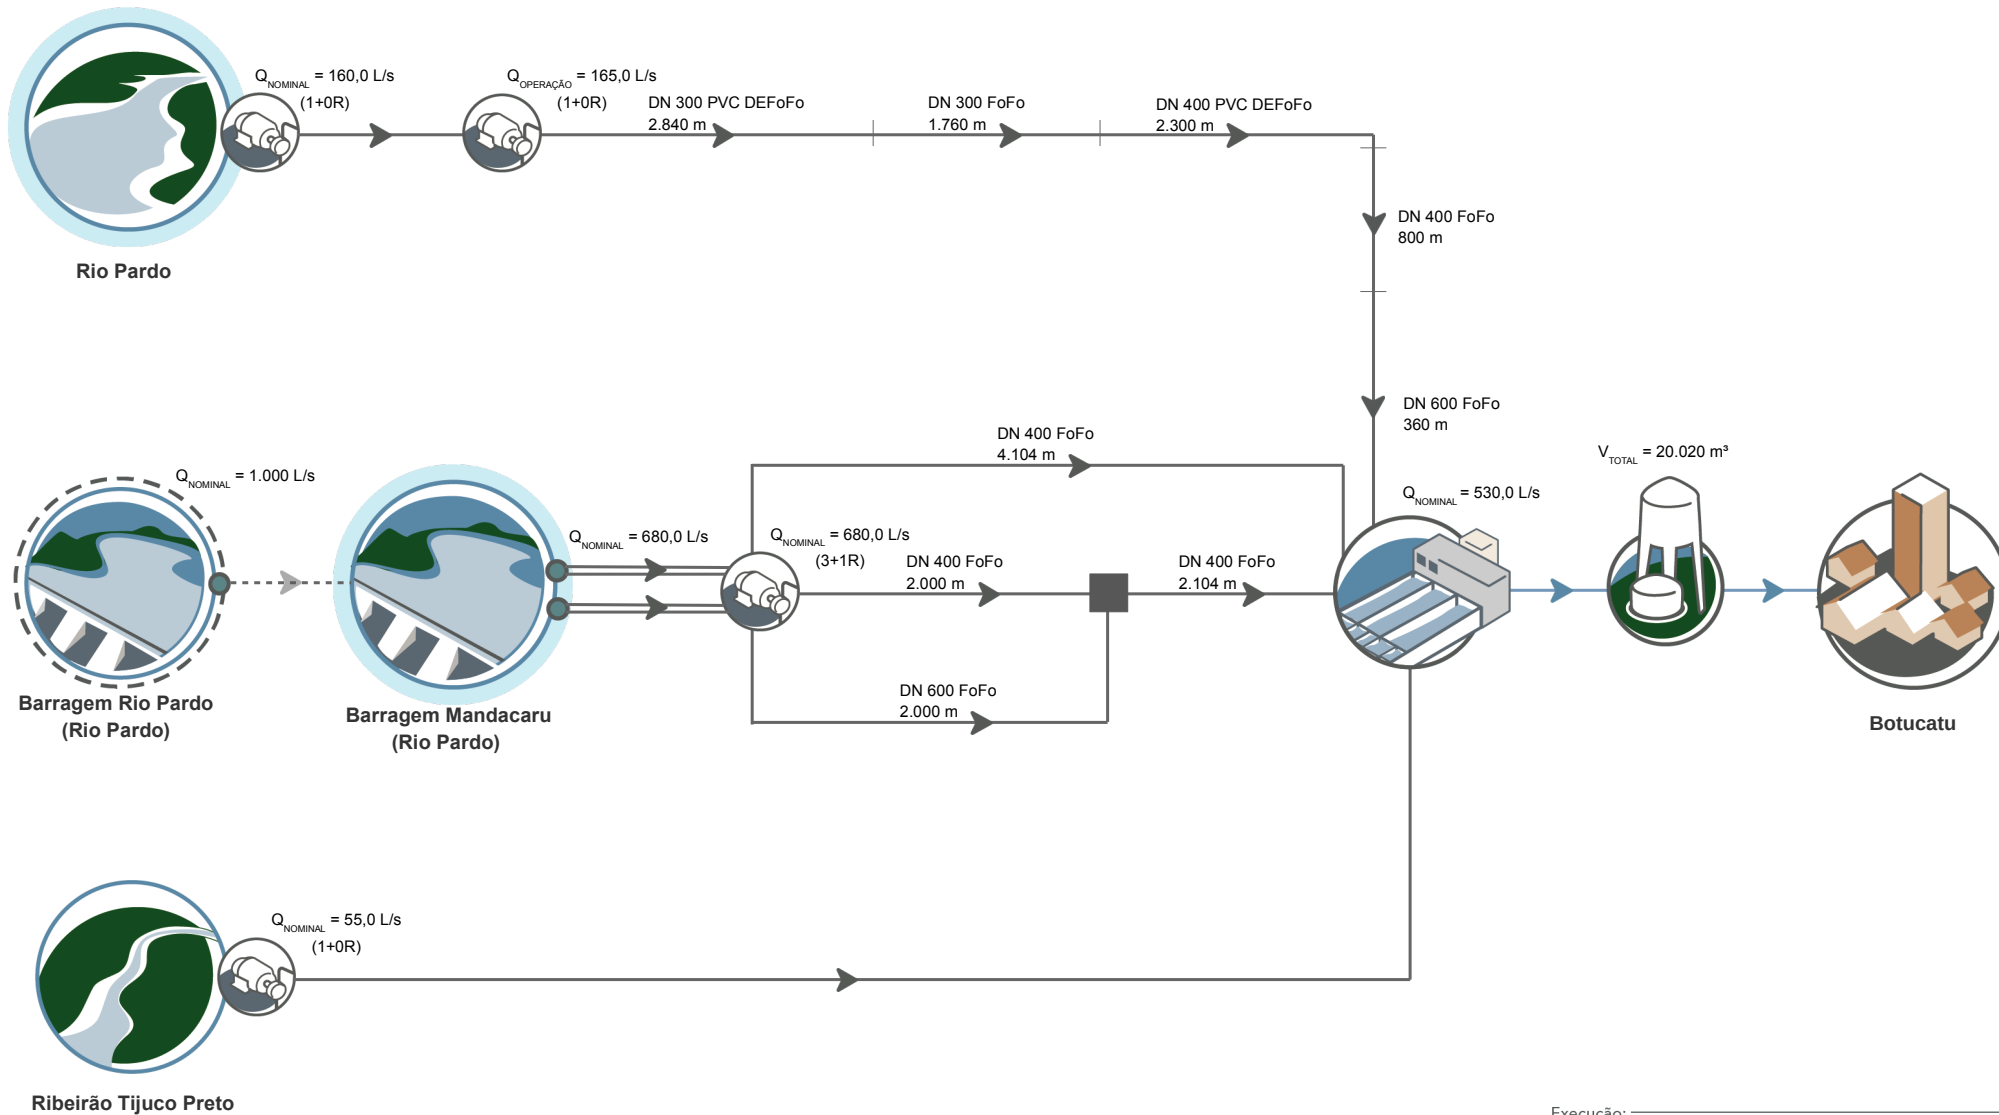 Q NOMINAL = 160,0 L/s
(1+0R)
Q OPERAÇÃO = 165,0 L/s
(1+0R)
DN 300 PVC DEFoFo
2.840 m
DN 300 FoFo
1.760 m
DN 400 PVC DEFoFo
2.300 m
DN 400 FoFo
800 m
Rio Pardo
DN 600 FoFo
360 m
DN 400 FoFo
4.104 m
V TOTAL = 20.020 m³
Q NOMINAL = 1.000 L/s
Q NOMINAL = 530,0 L/s
Q NOMINAL = 680,0 L/s
Q NOMINAL = 680,0 L/s
(3+1R)
DN 400 FoFo
2.000 m
DN 400 FoFo
2.104 m
DN 600 FoFo
2.000 m
Barragem Rio Pardo
(Rio Pardo)
Barragem Mandacaru
(Rio Pardo)
Botucatu
Q NOMINAL = 55,0 L/s
(1+0R)
Ribeirão Tijuco Preto
Execução: